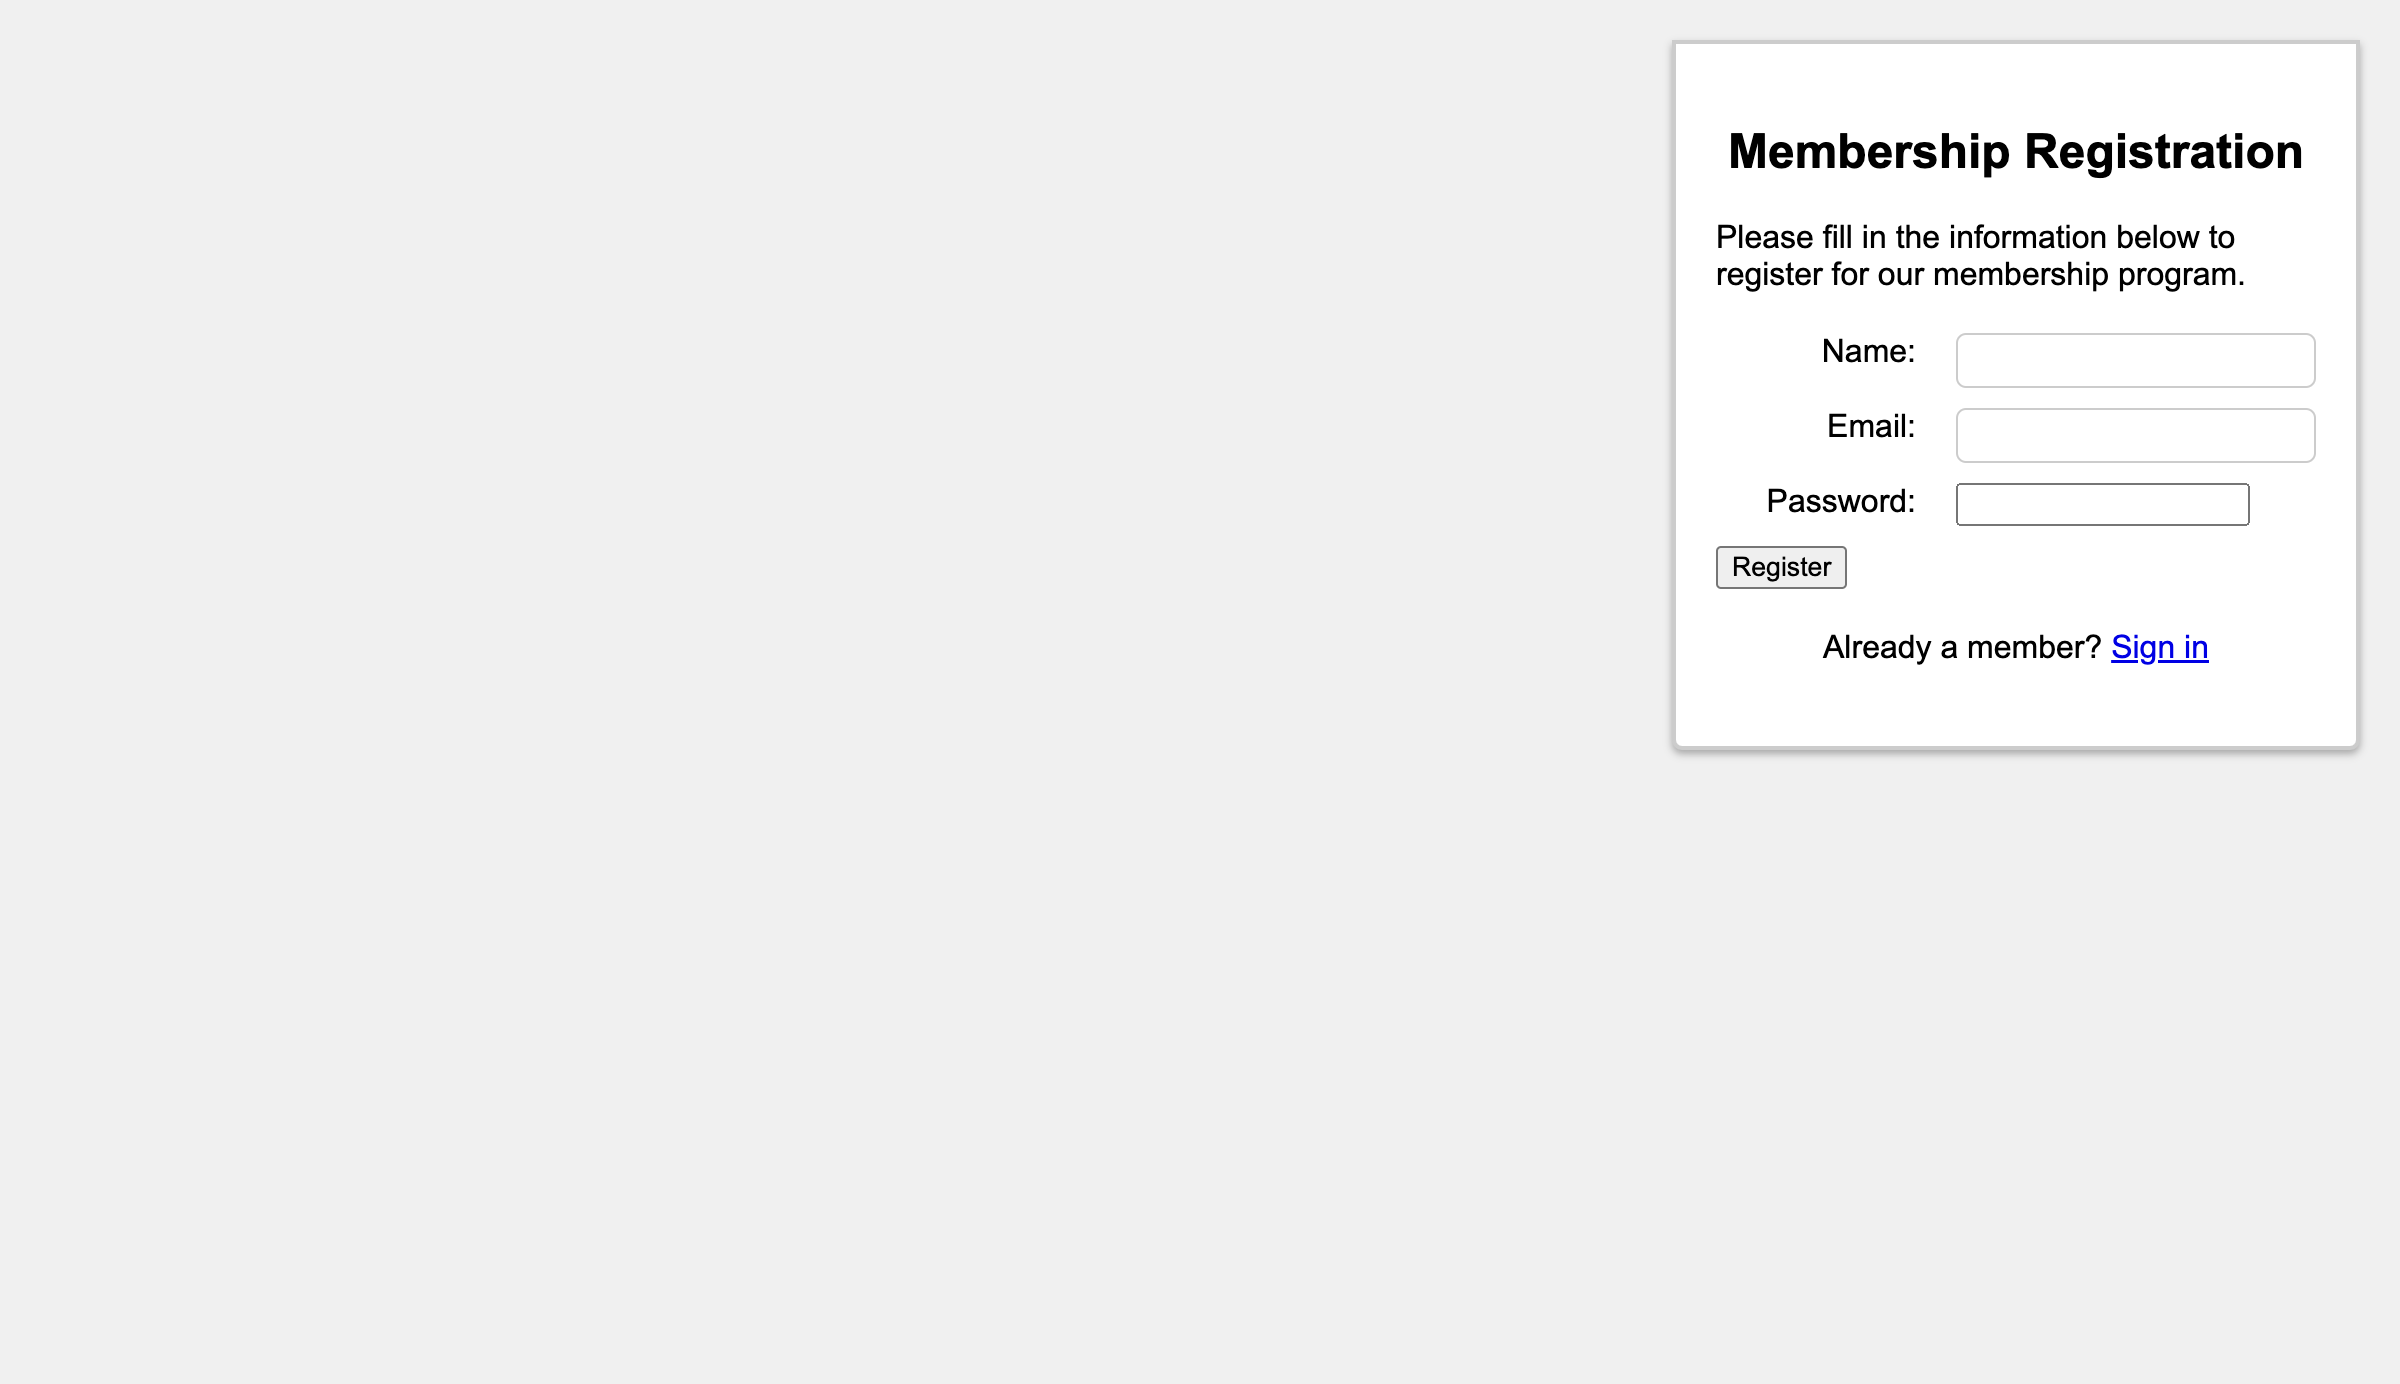 Membership Registration
Please fill in the information below to
register for our membership program.
Name:
Email:
Password:
Register
Already a member? Sign in